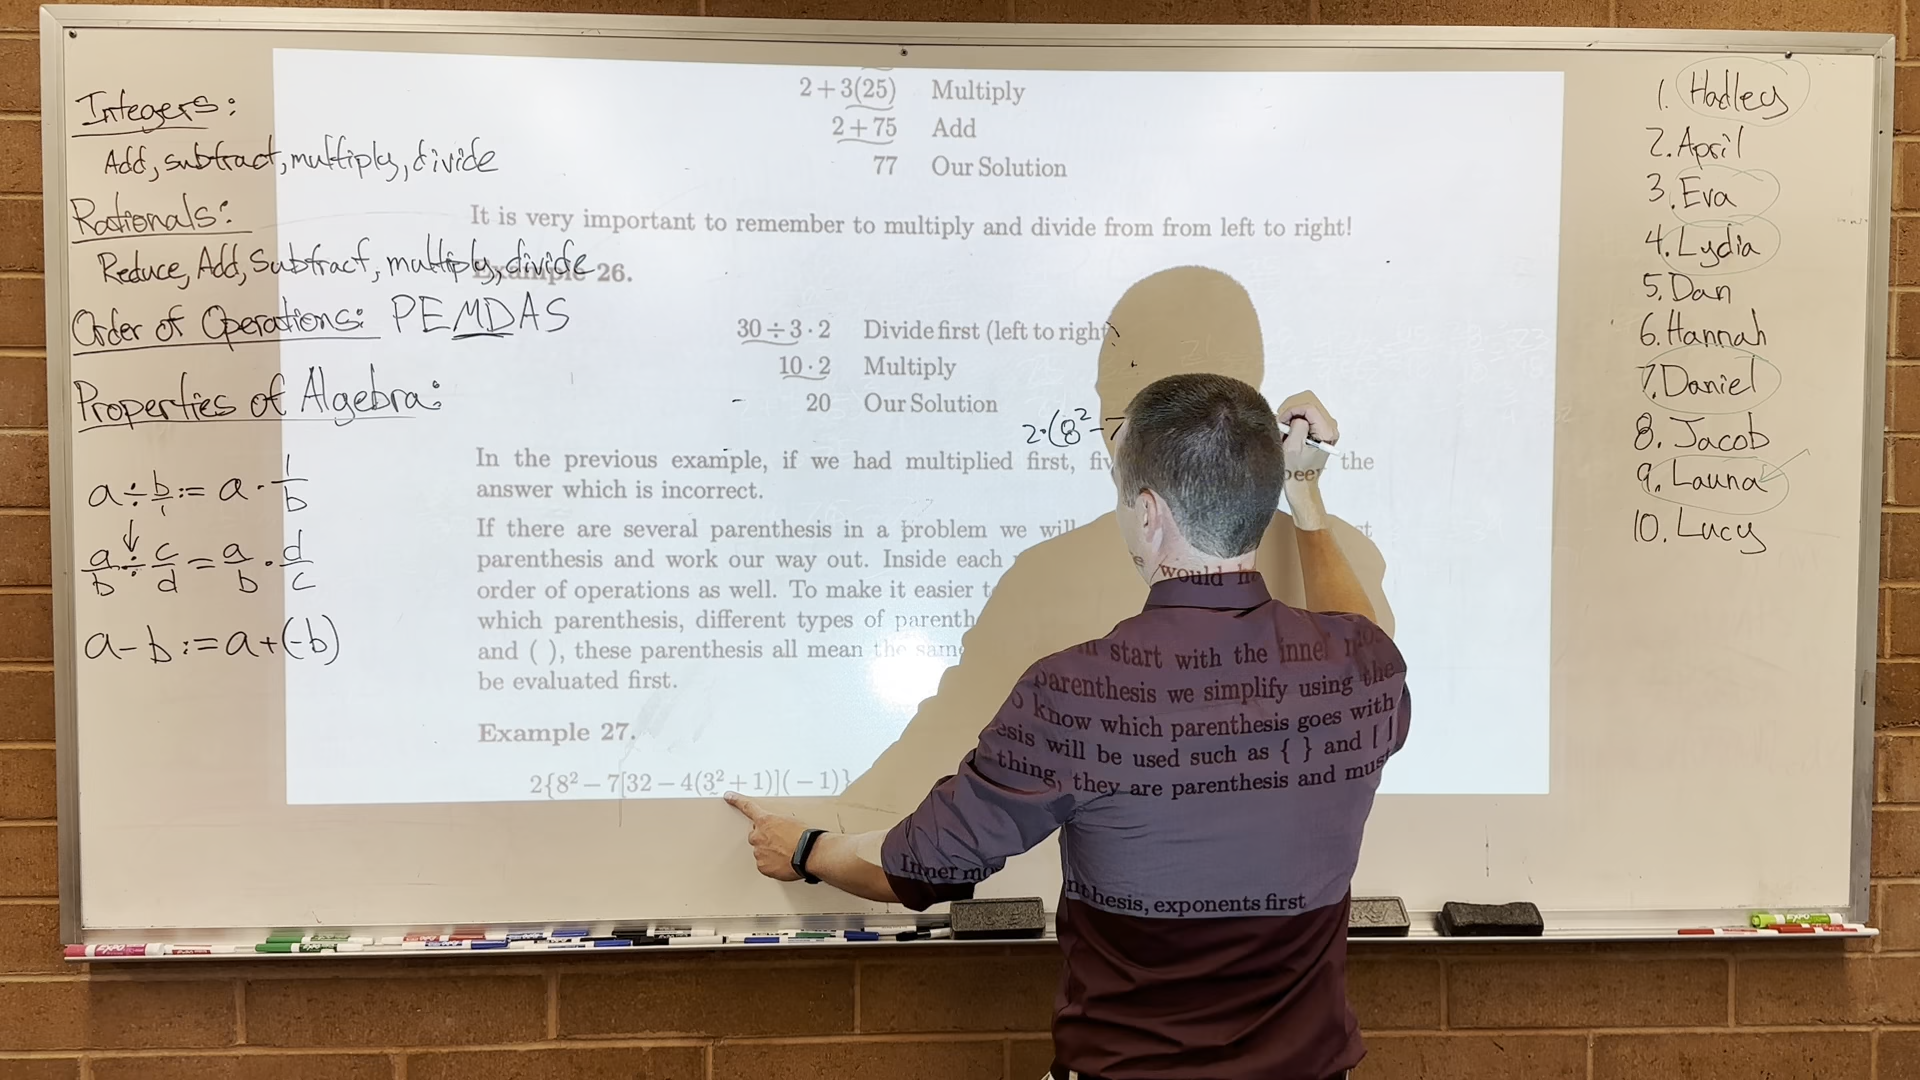 Integers:
Add, subtract, multiply, divide
Rationals:
Reduce, Add, Subtract, multiply, divide
Order of Operations: PEMDAS
Properties of Algebra:
a ÷ b/1 := a · 1/b
a/b ÷ c/d = a/b · d/c
a - b := a + (-b)
2 + 3(25) Multiply
2 + 75 Add
77 Our Solution
It is very important to remember to multiply and divide from from left to right!
Example 26.
30 ÷ 3 · 2 Divide first (left to right)
10 · 2 Multiply
20 Our Solution
2·(8² - 7
In the previous example, if we had multiplied first, fiv been the
answer which is incorrect.
If there are several parenthesis in a problem we will start with the inner
parenthesis and work our way out. Inside each parenthesis we simplify using the
order of operations as well. To make it easier to know which parenthesis goes with
which parenthesis, different types of parenthesis will be used such as { } and [ ]
and ( ), these parenthesis all mean the same thing, they are parenthesis and must
be evaluated first.
Example 27.
2{8² - 7[32 - 4(3² + 1)](-1)}
Inner mo nthesis, exponents first
would h
1. Hadley
2. April
3. Eva
4. Lydia
5. Dan
6. Hannah
7. Daniel
8. Jacob
9. Launa
10. Lucy
EXPO